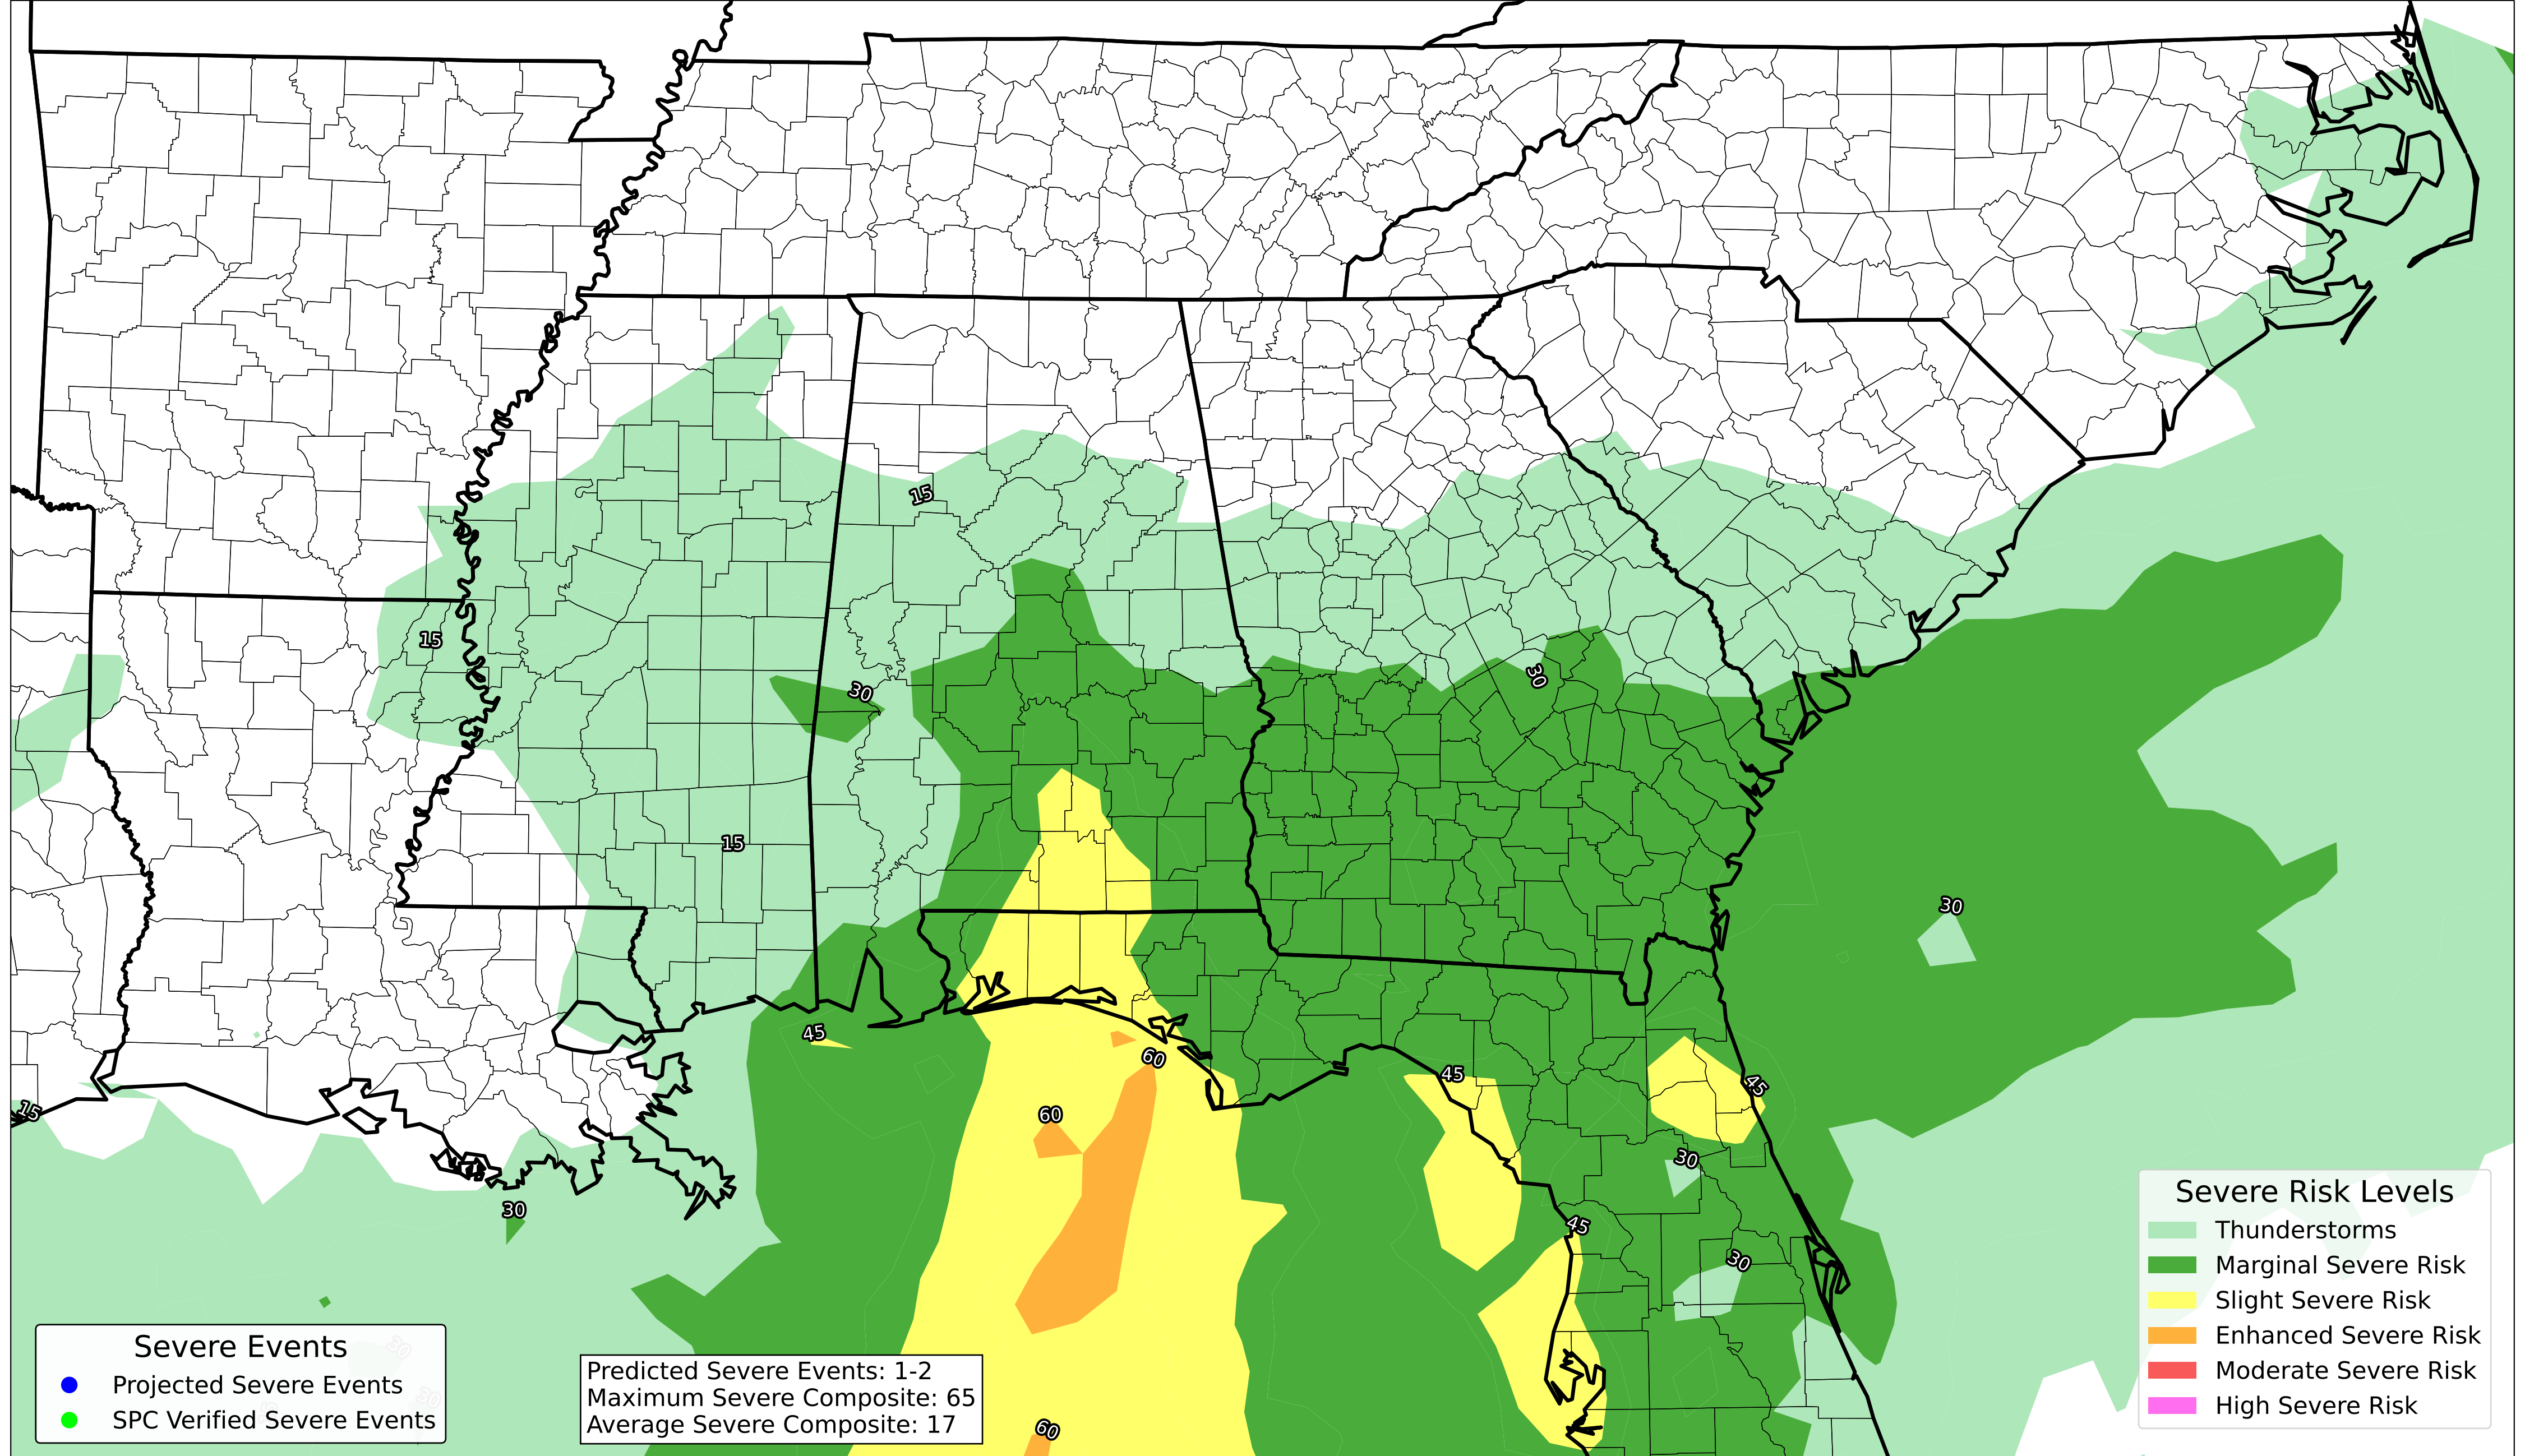 15
15
30
30
15
30
45
60
45
45
15
60
30
30
45
30
60
30
30
15
Severe Risk Levels
Thunderstorms
Marginal Severe Risk
Slight Severe Risk
Enhanced Severe Risk
Moderate Severe Risk
High Severe Risk
Severe Events
Projected Severe Events
SPC Verified Severe Events
Predicted Severe Events: 1-2
Maximum Severe Composite: 65
Average Severe Composite: 17